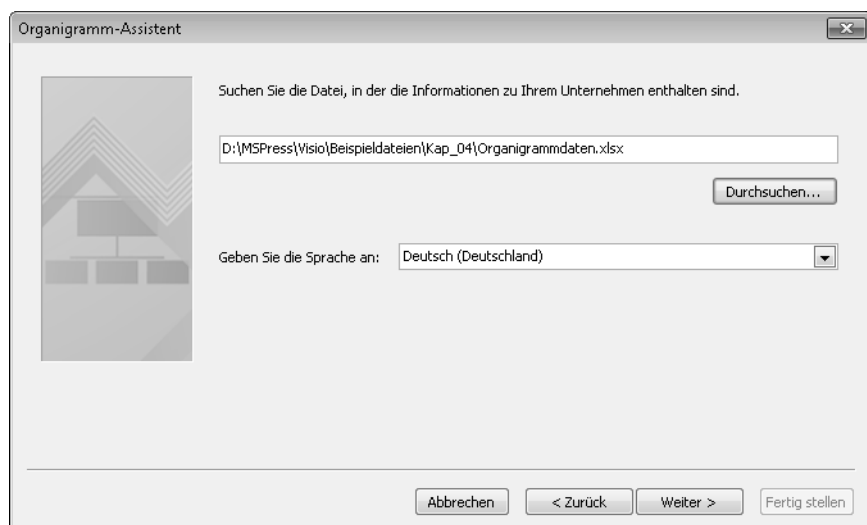 Organigramm-Assistent
Suchen Sie die Datei, in der die Informationen zu Ihrem Unternehmen enthalten sind.
D:\MSPress\Visio\Beispieldateien\Kap_04\Organigrammdaten.xlsx
Durchsuchen...
Geben Sie die Sprache an: Deutsch (Deutschland)
Abbrechen < Zurück Weiter > Fertig stellen